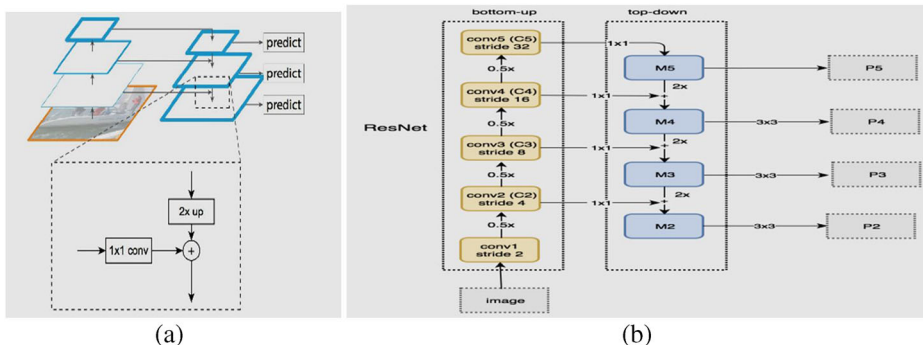 predict
predict
predict
2x up
1x1 conv
+
(a)
bottom-up
top-down
ResNet
conv5 (C5)
stride 32
0.5x
conv4 (C4)
stride 16
0.5x
conv3 (C3)
stride 8
0.5x
conv2 (C2)
stride 4
0.5x
conv1
stride 2
image
1x1
1x1
1x1
1x1
M5
2x
+
M4
2x
+
M3
2x
+
M2
3x3
3x3
3x3
P5
P4
P3
P2
(b)